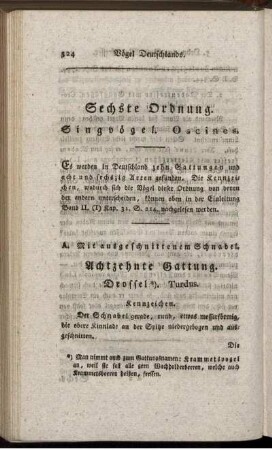 324 Vögel Deutschlands.
Sechste Ordnung.
Singvögel. Oscines.
Es werden in Deutschland zehn Gattungen und
acht und sechszig Arten gefunden. Die Kennzei-
chen, wodurch sich die Vögel dieser Ordnung von denen
der andern unterscheiden, können oben in der Einleitung
Band II. (I) Kap. 31. S. 214. nachgelesen werden.
A. Mit ausgeschnittenem Schnabel.
Achtzehnte Gattung.
Drossel *). Turdus.
Kennzeichen.
Der Schnabel gerade, rund, etwas messerförmig,
die obere Kinnlade an der Spitze niedergebogen und aus-
geschnitten.
Die
*) Man nimmt auch zum Gattungsnamen: Krammetsvogel
an, weil sie fast alle gern Wachholderbeeren, welche auch
Krammetsbeeren heißen, fressen.